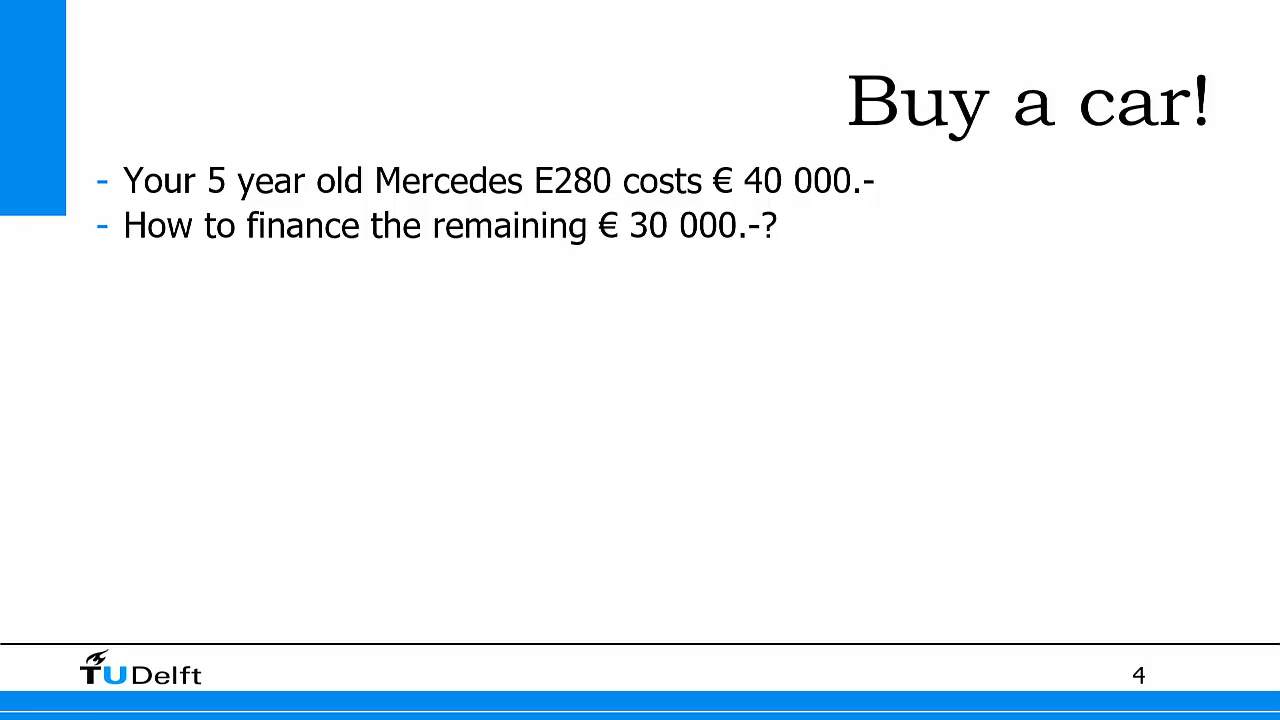 Buy a car!
- Your 5 year old Mercedes E280 costs € 40 000.-
- How to finance the remaining € 30 000.-?
TU Delft
4